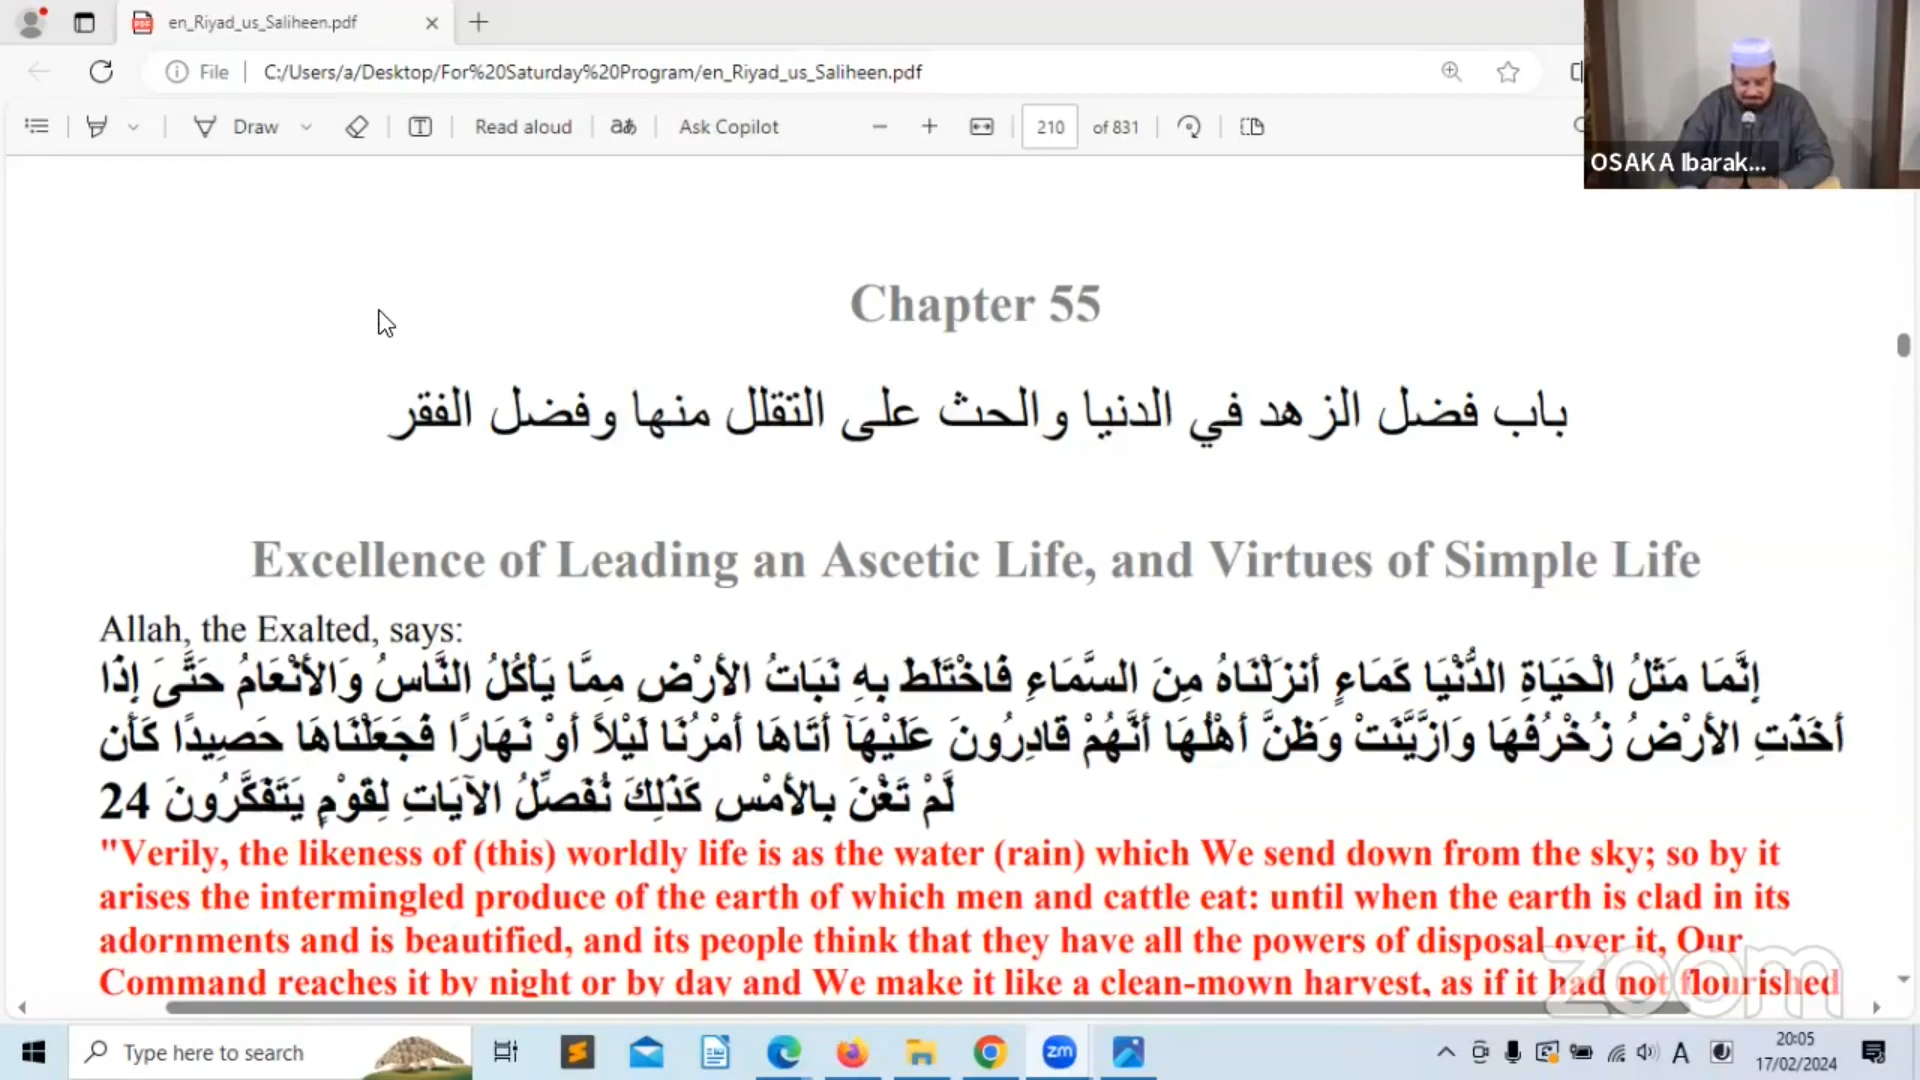 en_Riyad_us_Saliheen.pdf
File
C:/Users/a/Desktop/For%20Saturday%20Program/en_Riyad_us_Saliheen.pdf
Draw
Read aloud
Ask Copilot
210 of 831
OSAKA Ibarak...
Chapter 55
باب فضل الزهد في الدنيا والحث على التقلل منها وفضل الفقر
Excellence of Leading an Ascetic Life, and Virtues of Simple Life
Allah, the Exalted, says:
إِنَّمَا مَثَلُ الْحَيَاةِ الدُّنْيَا كَمَاءٍ أَنزَلْنَاهُ مِنَ السَّمَاءِ فَاخْتَلَطَ بِهِ نَبَاتُ الأَرْضِ مِمَّا يَأْكُلُ النَّاسُ وَالأَنْعَامُ حَتَّىَ إِذَا
أَخَذَتِ الأَرْضُ زُخْرُفَهَا وَازَّيَّنَتْ وَظَنَّ أَهْلُهَا أَنَّهُمْ قَادِرُونَ عَلَيْهَآ أَتَاهَا أَمْرُنَا لَيْلاً أَوْ نَهَارًا فَجَعَلْنَاهَا حَصِيدًا كَأَن
لَّمْ تَغْنَ بِالأَمْسِ كَذَلِكَ نُفَصِّلُ الآيَاتِ لِقَوْمٍ يَتَفَكَّرُونَ 24
"Verily, the likeness of (this) worldly life is as the water (rain) which We send down from the sky; so by it
arises the intermingled produce of the earth of which men and cattle eat: until when the earth is clad in its
adornments and is beautified, and its people think that they have all the powers of disposal over it, Our
Command reaches it by night or by day and We make it like a clean-mown harvest, as if it had not flourished
zoom
Type here to search
zm
A
20:05
17/02/2024